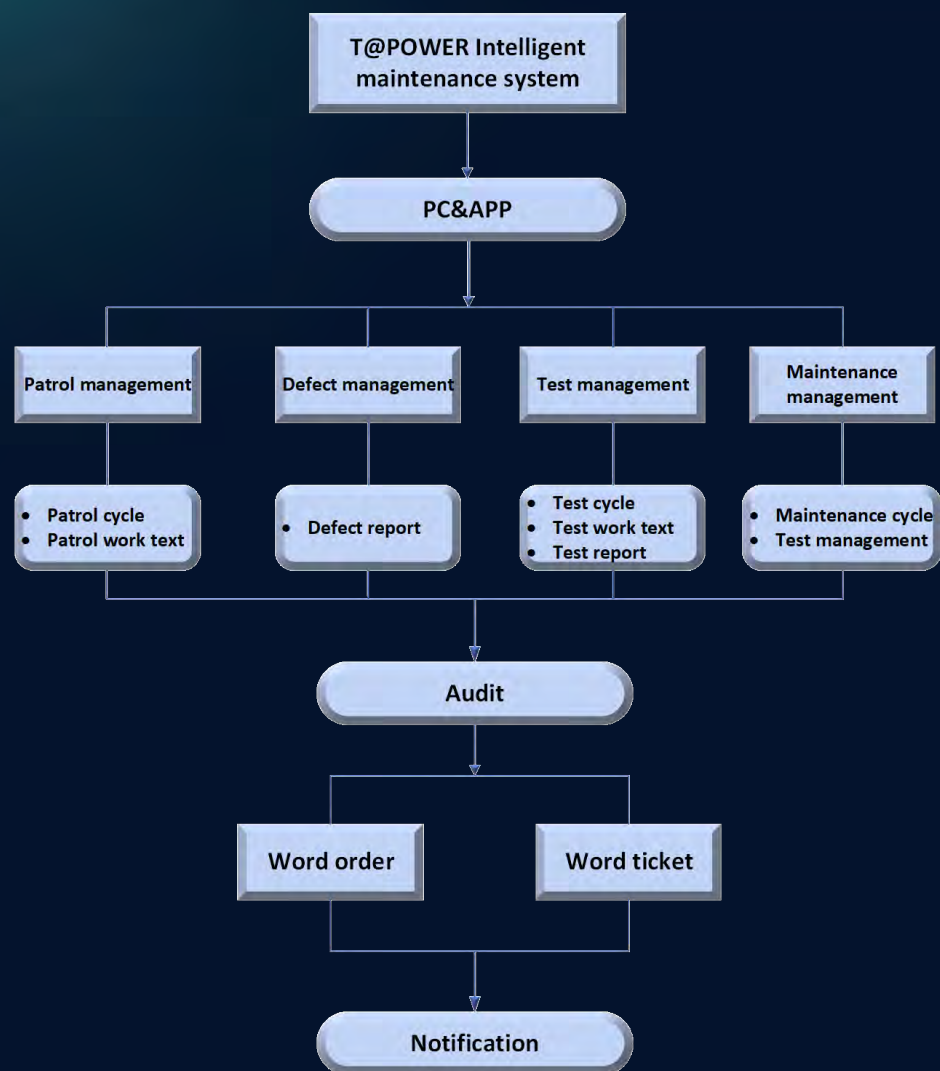 T@POWER Intelligent
maintenance system
PC&APP
Patrol management
Defect management
Test management
Maintenance
management
• Patrol cycle
• Patrol work text
• Defect report
• Test cycle
• Test work text
• Test report
• Maintenance cycle
• Test management
Audit
Word order
Word ticket
Notification